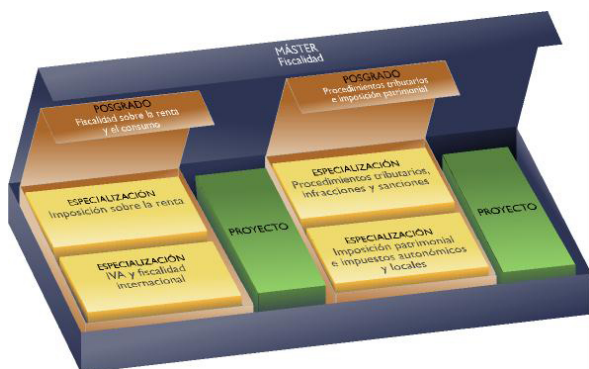 MÁSTER
Fiscalidad
POSGRADO
Fiscalidad sobre la renta
y el consumo
POSGRADO
Procedimientos tributarios
e imposición patrimonial
ESPECIALIZACIÓN
Imposición sobre la renta
ESPECIALIZACIÓN
IVA y fiscalidad
internacional
PROYECTO
ESPECIALIZACIÓN
Procedimientos tributarios,
infracciones y sanciones
ESPECIALIZACIÓN
Imposición patrimonial
e impuestos autonómicos
y locales
PROYECTO